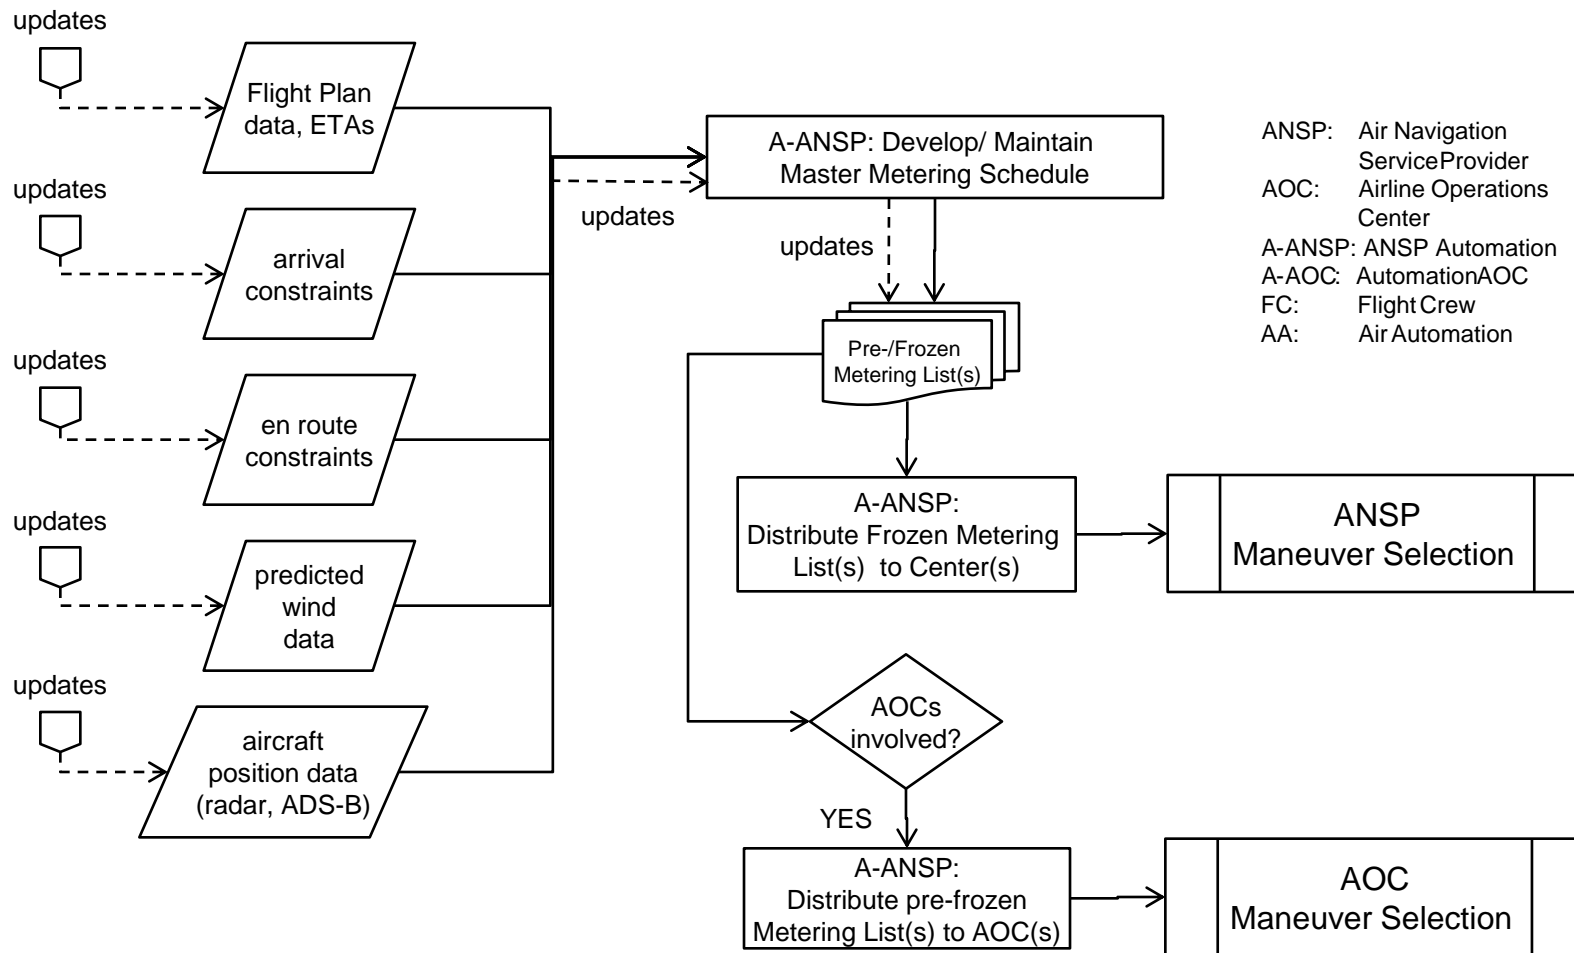 updates
Flight Plan
data, ETAs
updates
arrival
constraints
updates
en route
constraints
updates
predicted
wind
data
updates
aircraft
position data
(radar, ADS-B)
updates
A-ANSP: Develop/ Maintain
Master Metering Schedule
updates
Pre-/Frozen
Metering List(s)
A-ANSP:
Distribute Frozen Metering
List(s) to Center(s)
ANSP
Maneuver Selection
AOCs
involved?
YES
A-ANSP:
Distribute pre-frozen
Metering List(s) to AOC(s)
AOC
Maneuver Selection
ANSP: Air Navigation
ServiceProvider
AOC: Airline Operations
Center
A-ANSP: ANSP Automation
A-AOC: AutomationAOC
FC: Flight Crew
AA: Air Automation